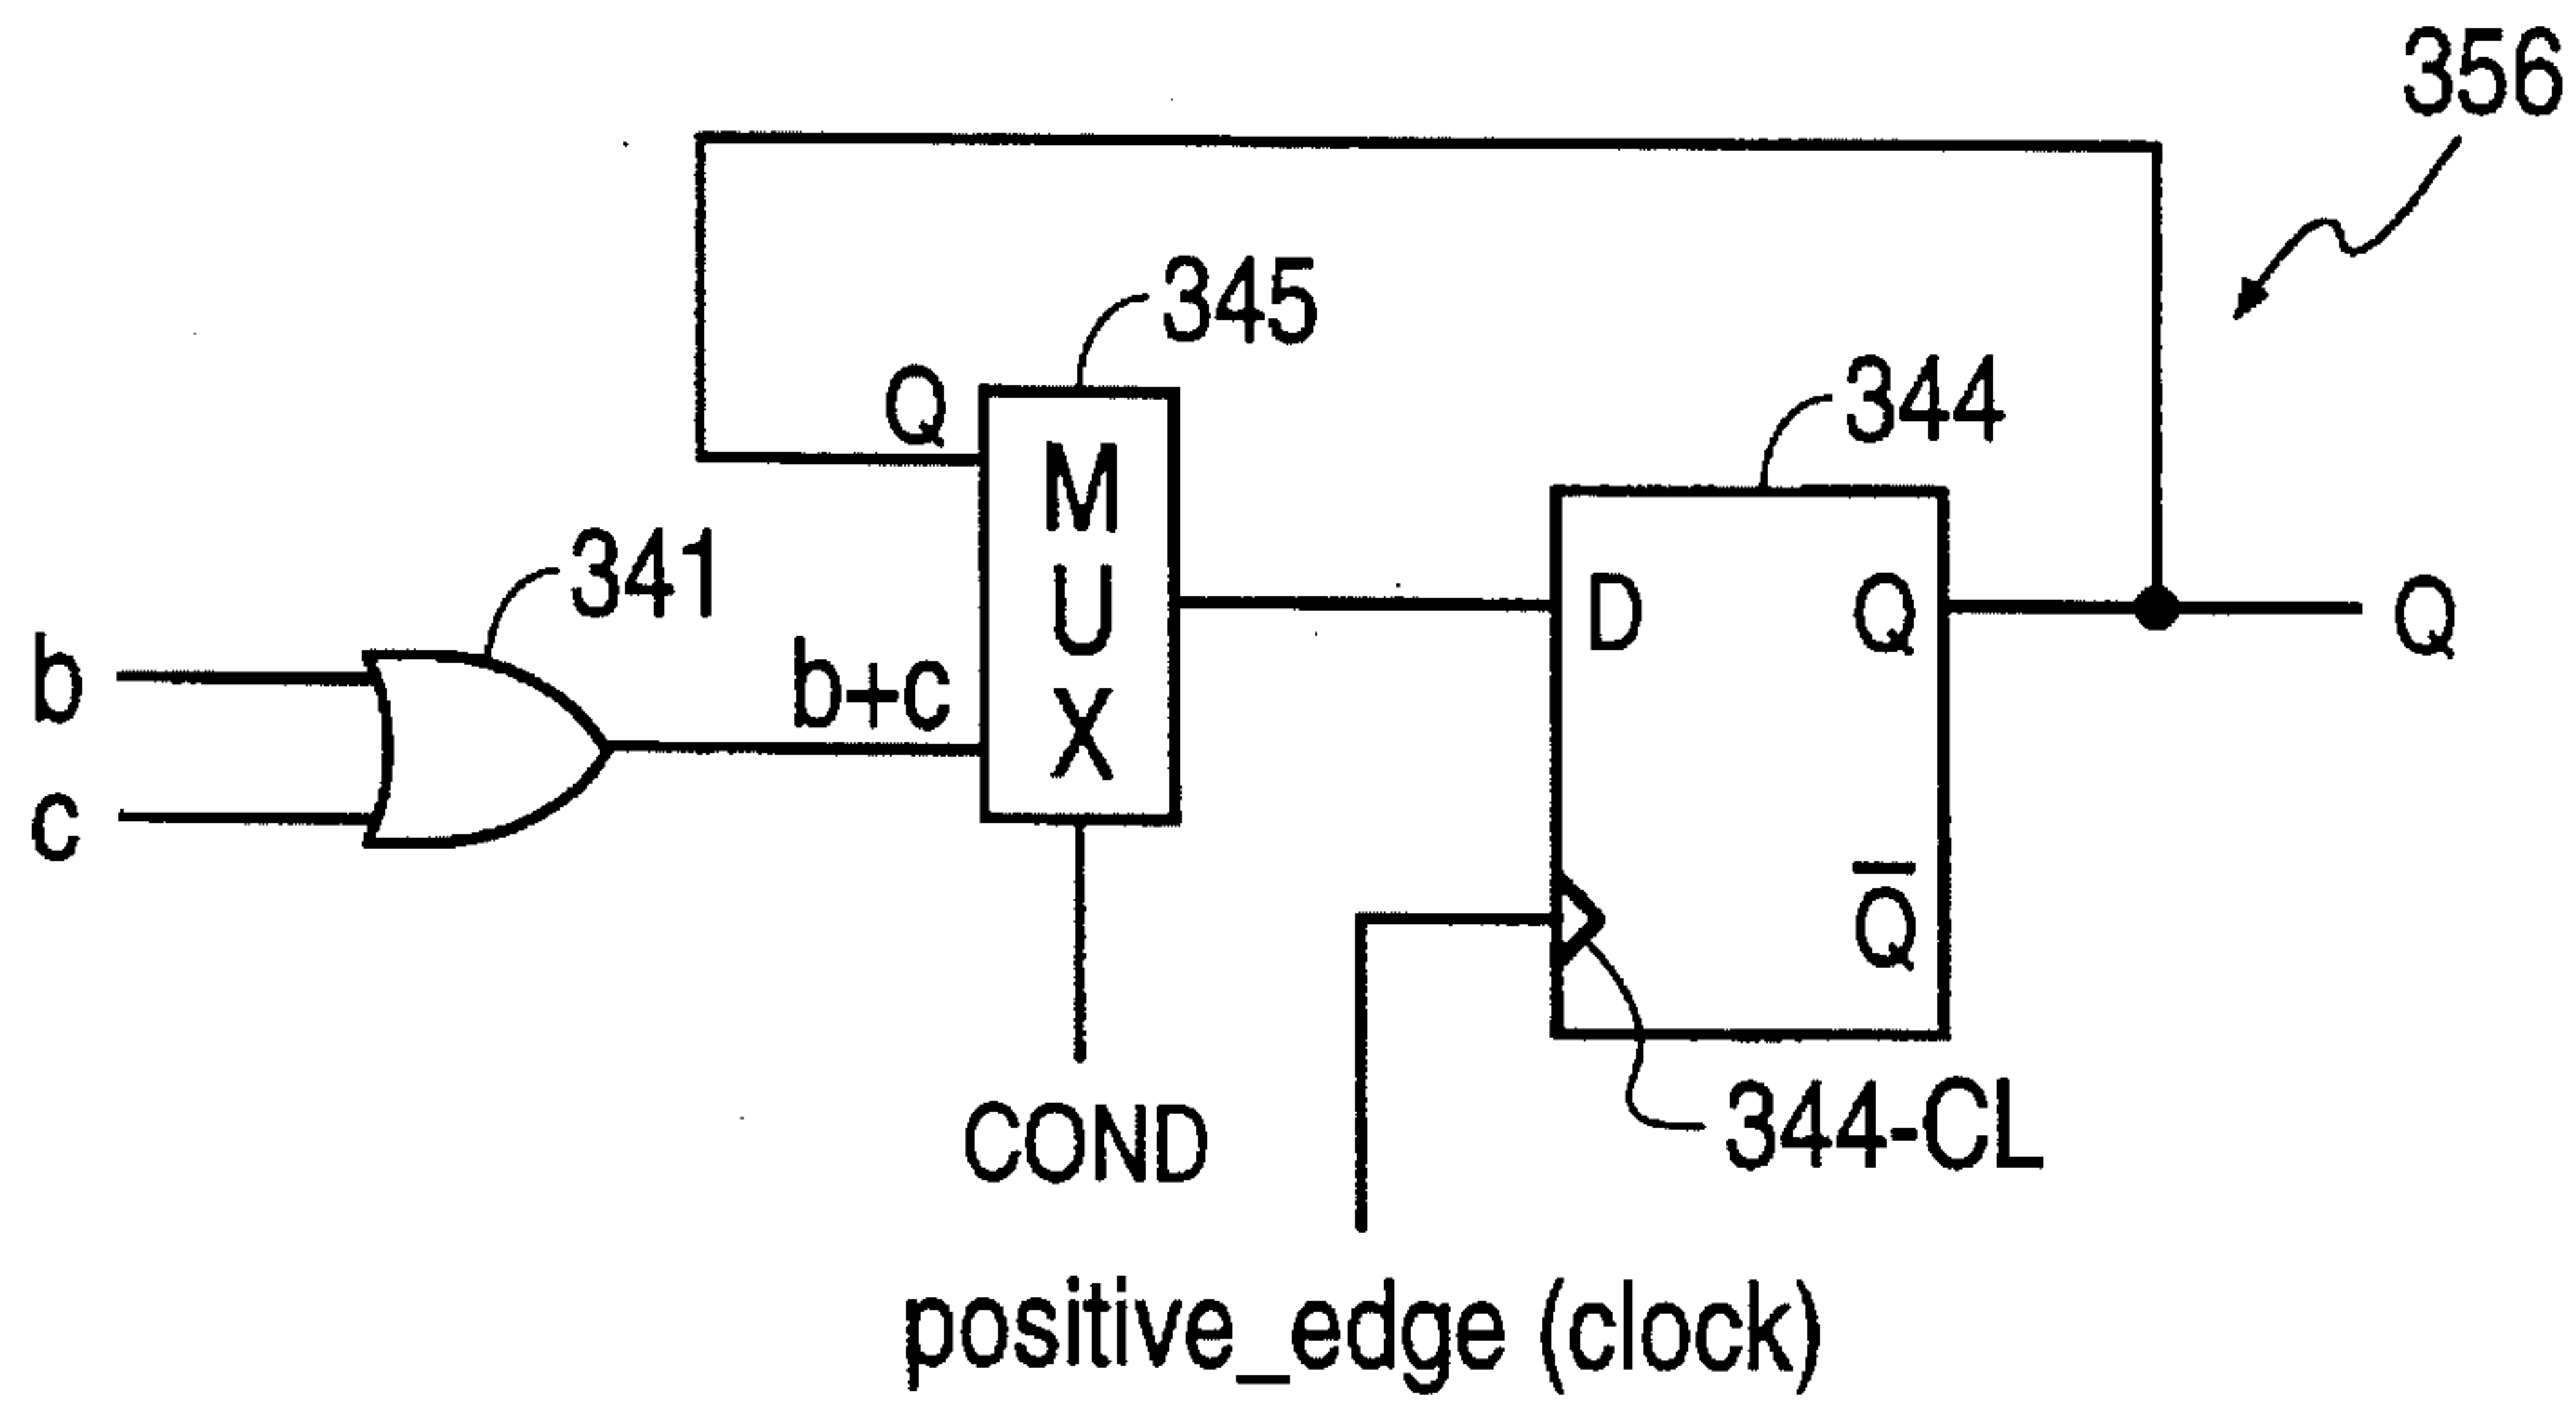 356
345
Q
344
341
M
U
X
D
Q
Q
b
b+c
c
Q̅
COND
344-CL
positive_edge (clock)